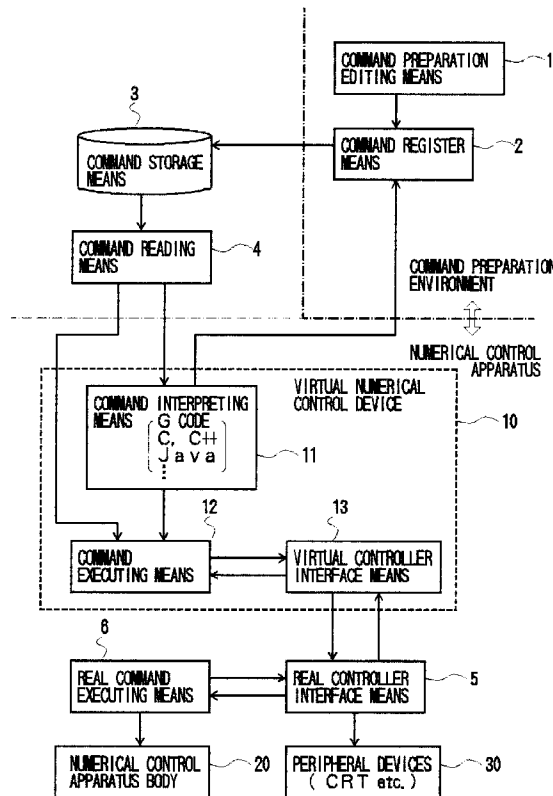 COMMAND PREPARATION
EDITING MEANS
1
3
COMMAND STORAGE
MEANS
COMMAND REGISTER
MEANS
2
COMMAND READING
MEANS
4
COMMAND PREPARATION
ENVIRONMENT
NUMERICAL CONTROL
APPARATUS
VIRTUAL NUMERICAL
CONTROL DEVICE
10
COMMAND INTERPRETING
MEANS
G CODE
C, C++
Java
11
12
13
COMMAND
EXECUTING MEANS
VIRTUAL CONTROLLER
INTERFACE MEANS
6
REAL COMMAND
EXECUTING MEANS
REAL CONTROLLER
INTERFACE MEANS
5
NUMERICAL CONTROL
APPARATUS BODY
20
PERIPHERAL DEVICES
( CRT etc. )
30